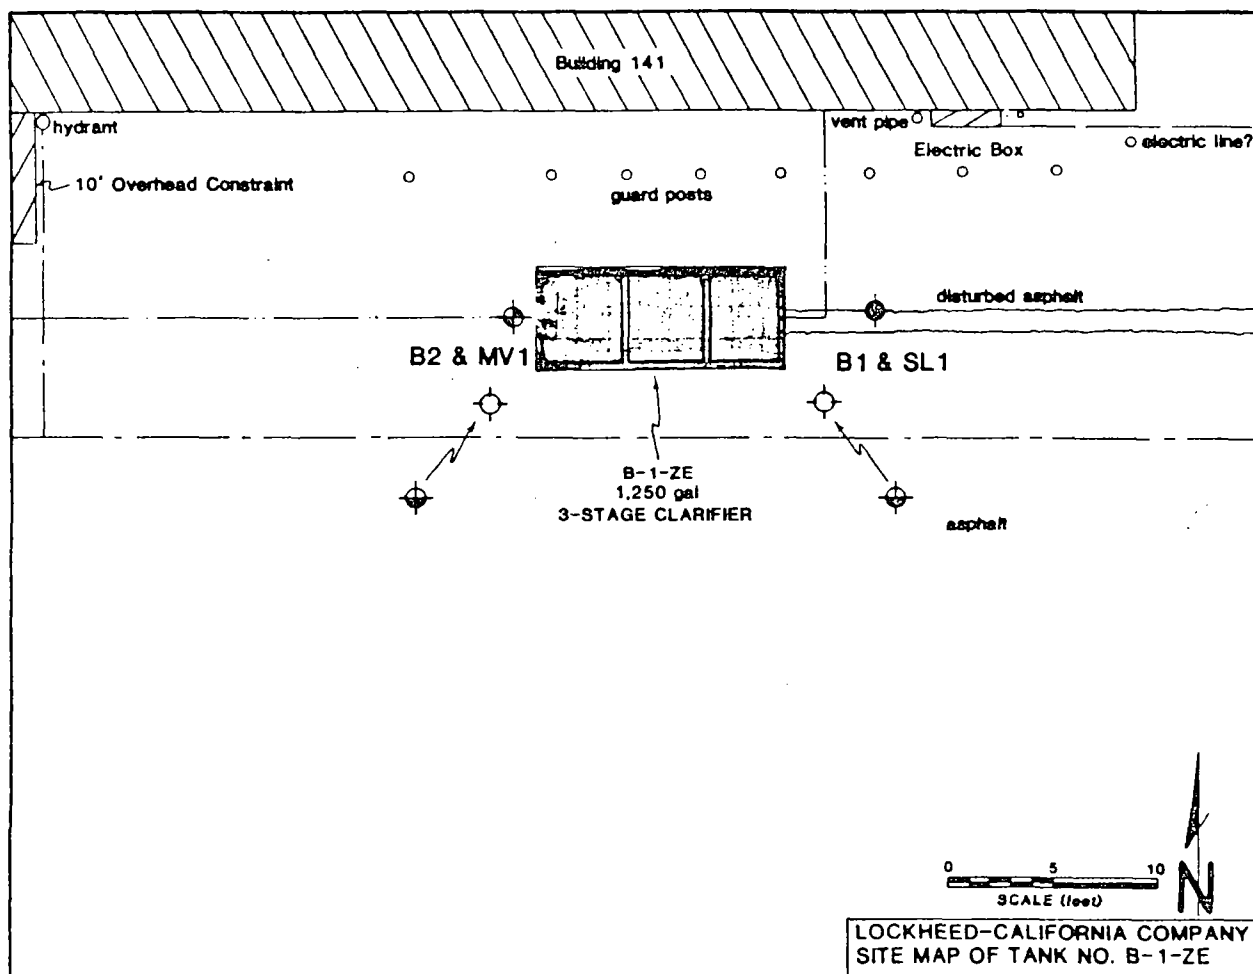 Building 141
hydrant
vent pipe
electric line?
Electric Box
10' Overhead Constraint
guard posts
disturbed asphalt
B2 & MV1
B1 & SL1
B-1-ZE
1,250 gal
3-STAGE CLARIFIER
asphalt
0 5 10
SCALE (feet)
N
LOCKHEED-CALIFORNIA COMPANY
SITE MAP OF TANK NO. B-1-ZE